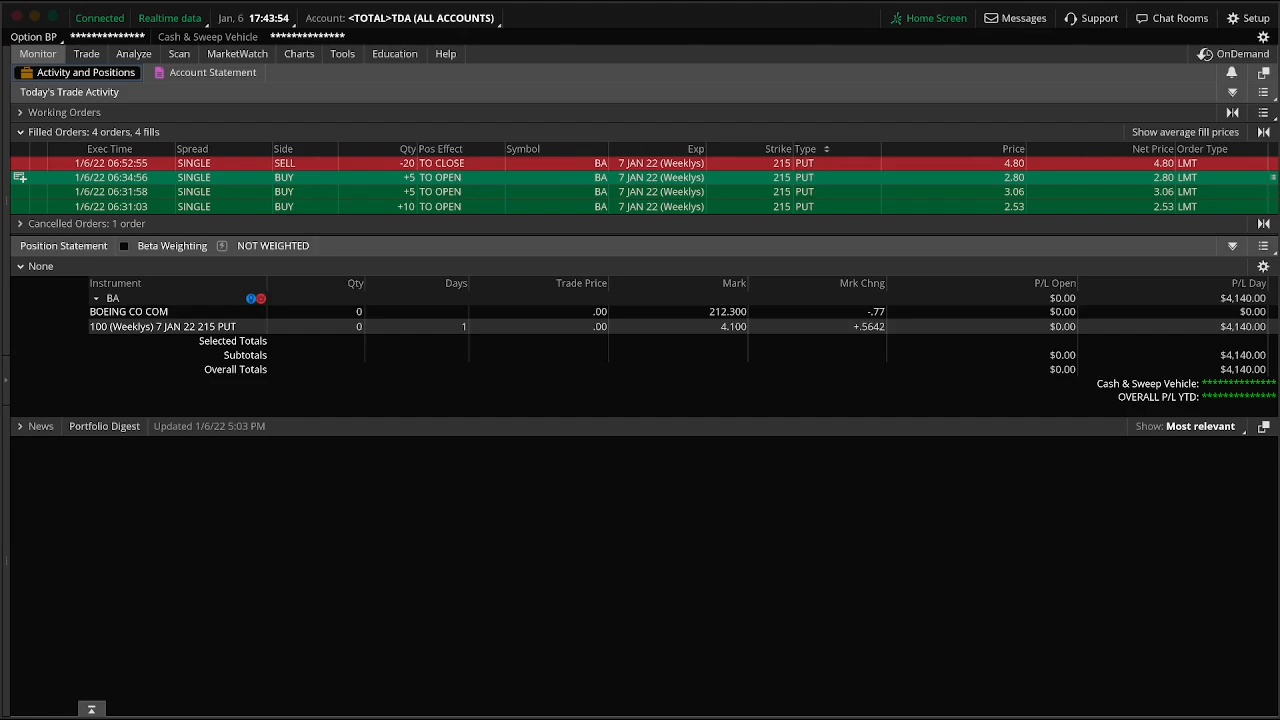 Connected Realtime data Jan, 6 17:43:54 Account: <TOTAL>TDA (ALL ACCOUNTS) Home Screen Messages Support Chat Rooms Setup
Option BP ************** Cash & Sweep Vehicle **************
Monitor Trade Analyze Scan MarketWatch Charts Tools Education Help OnDemand
Activity and Positions Account Statement
Today's Trade Activity
Working Orders
Filled Orders: 4 orders, 4 fills Show average fill prices
Exec Time Spread Side Qty Pos Effect Symbol Exp Strike Type Price Net Price Order Type
1/6/22 06:52:55 SINGLE SELL -20 TO CLOSE BA 7 JAN 22 (Weeklys) 215 PUT 4.80 4.80 LMT
1/6/22 06:34:56 SINGLE BUY +5 TO OPEN BA 7 JAN 22 (Weeklys) 215 PUT 2.80 2.80 LMT
1/6/22 06:31:58 SINGLE BUY +5 TO OPEN BA 7 JAN 22 (Weeklys) 215 PUT 3.06 3.06 LMT
1/6/22 06:31:03 SINGLE BUY +10 TO OPEN BA 7 JAN 22 (Weeklys) 215 PUT 2.53 2.53 LMT
Cancelled Orders: 1 order
Position Statement Beta Weighting NOT WEIGHTED
None
Instrument Qty Days Trade Price Mark Mrk Chng P/L Open P/L Day
BA $0.00 $4,140.00
BOEING CO COM 0 .00 212.300 -.77 $0.00 $0.00
100 (Weeklys) 7 JAN 22 215 PUT 0 1 .00 4.100 +.5642 $0.00 $4,140.00
Selected Totals
Subtotals $0.00 $4,140.00
Overall Totals $0.00 $4,140.00
Cash & Sweep Vehicle: **************
OVERALL P/L YTD: **************
News Portfolio Digest Updated 1/6/22 5:03 PM Show: Most relevant